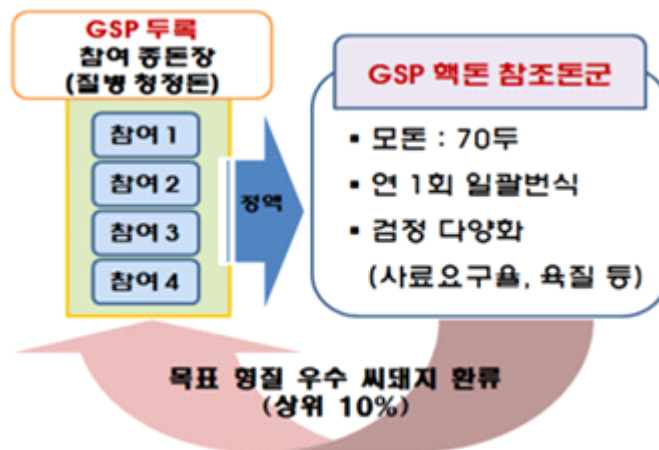 GSP 두록
참여 종돈장
(질병 청정돈)
참여 1
참여 2
참여 3
참여 4
정액
GSP 핵돈 참조돈군
▪ 모돈 : 70두
▪ 연 1회 일괄번식
▪ 검정 다양화
(사료요구율, 육질 등)
목표 형질 우수 씨돼지 환류
(상위 10%)